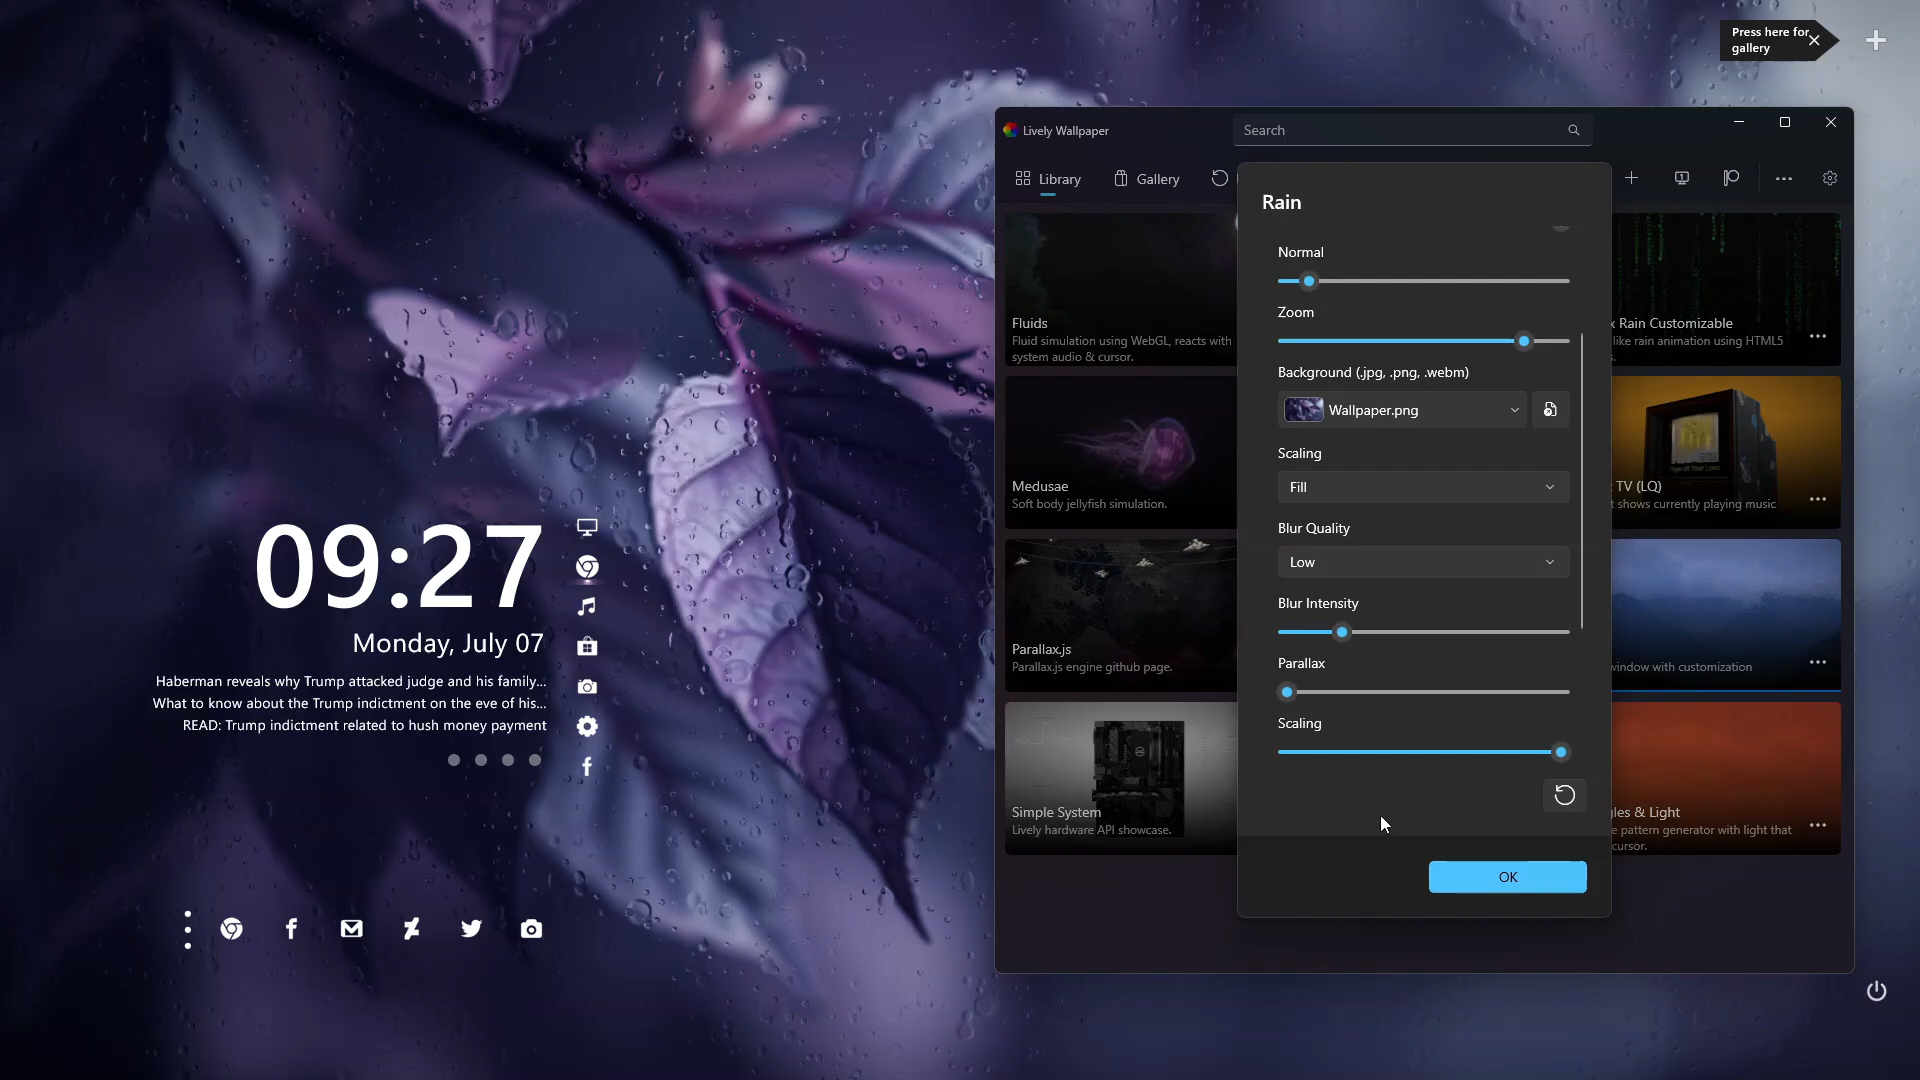 Press here for
gallery
Lively Wallpaper
Search
Library
Gallery
Rain
Normal
Zoom
Background (.jpg, .png, .webm)
Wallpaper.png
Scaling
Fill
Blur Quality
Low
Blur Intensity
Parallax
Scaling
OK
Fluids
Fluid simulation using WebGL, reacts with
system audio & cursor.
x Rain Customizable
like rain animation using HTML5
s.
Medusae
Soft body jellyfish simulation.
TV (LQ)
t shows currently playing music
Parallax.js
Parallax.js engine github page.
window with customization
Simple System
Lively hardware API showcase.
gles & Light
e pattern generator with light that
cursor.
09:27
Monday, July 07
Haberman reveals why Trump attacked judge and his family...
What to know about the Trump indictment on the eve of his...
READ: Trump indictment related to hush money payment